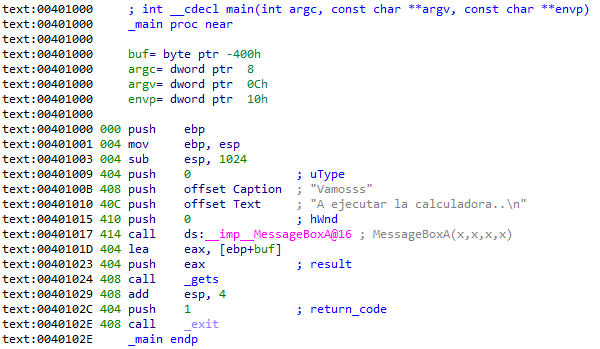 text:00401000 ; int __cdecl main(int argc, const char **argv, const char **envp)
text:00401000 _main proc near
text:00401000
text:00401000 buf= byte ptr -400h
text:00401000 argc= dword ptr  8
text:00401000 argv= dword ptr  0Ch
text:00401000 envp= dword ptr  10h
text:00401000
text:00401000 000 push    ebp
text:00401001 004 mov     ebp, esp
text:00401003 004 sub     esp, 1024
text:00401009 404 push    0               ; uType
text:0040100B 408 push    offset Caption  ; "Vamosss"
text:00401010 40C push    offset Text     ; "A ejecutar la calculadora..\n"
text:00401015 410 push    0               ; hWnd
text:00401017 414 call    ds:__imp__MessageBoxA@16 ; MessageBoxA(x,x,x,x)
text:0040101D 404 lea     eax, [ebp+buf]
text:00401023 404 push    eax             ; result
text:00401024 408 call    _gets
text:00401029 408 add     esp, 4
text:0040102C 404 push    1               ; return_code
text:0040102E 408 call    _exit
text:0040102E _main endp